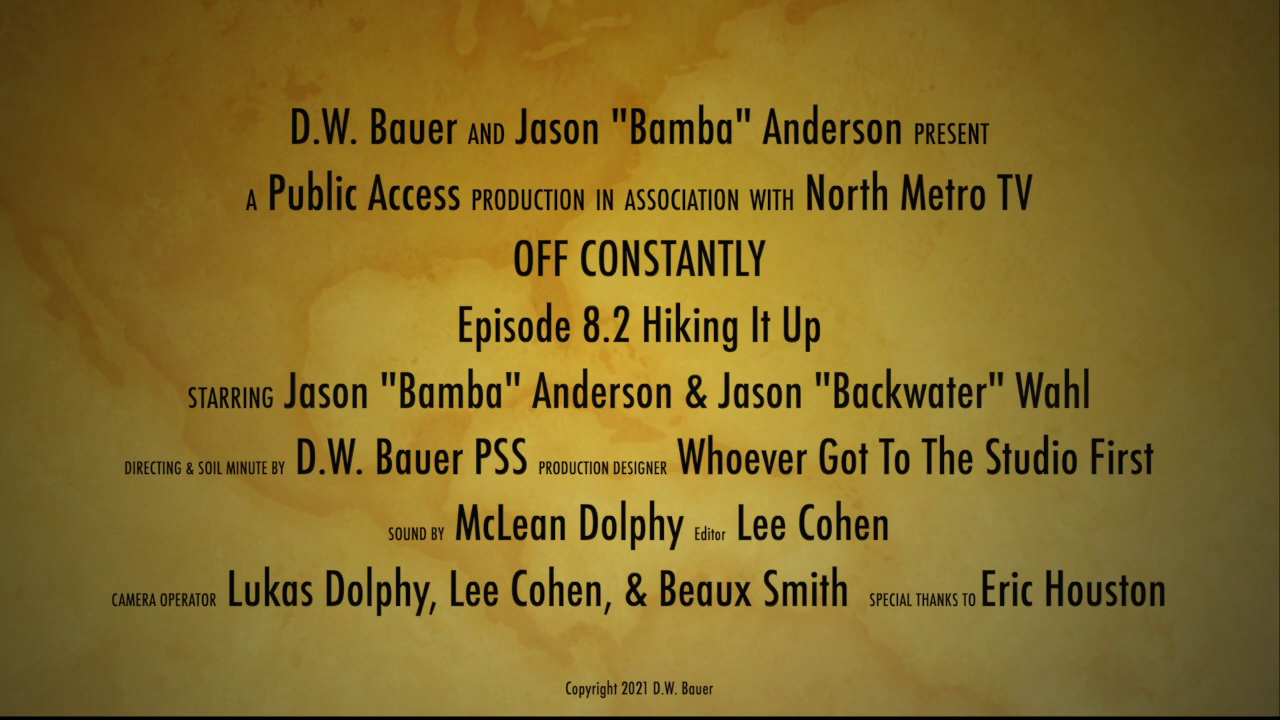 D.W. Bauer AND Jason "Bamba" Anderson PRESENT
A Public Access PRODUCTION IN ASSOCIATION WITH North Metro TV
OFF CONSTANTLY
Episode 8.2 Hiking It Up
STARRING Jason "Bamba" Anderson & Jason "Backwater" Wahl
DIRECTING & SOIL MINUTE BY D.W. Bauer PSS PRODUCTION DESIGNER Whoever Got To The Studio First
SOUND BY McLean Dolphy Editor Lee Cohen
CAMERA OPERATOR Lukas Dolphy, Lee Cohen, & Beaux Smith SPECIAL THANKS TO Eric Houston
Copyright 2021 D.W. Bauer